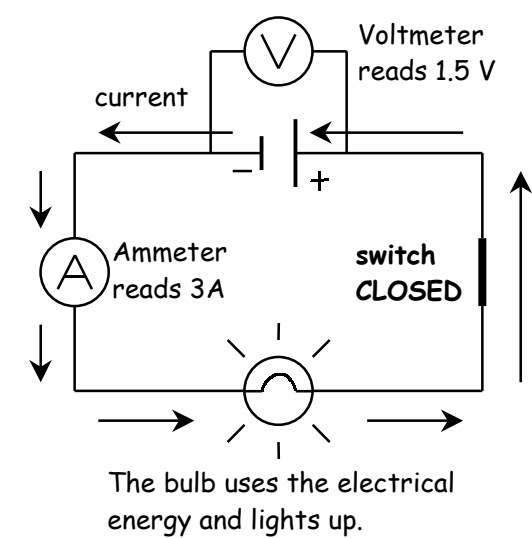 V
Voltmeter
reads 1.5 V
current
− +
A
Ammeter
reads 3A
switch
CLOSED
The bulb uses the electrical
energy and lights up.